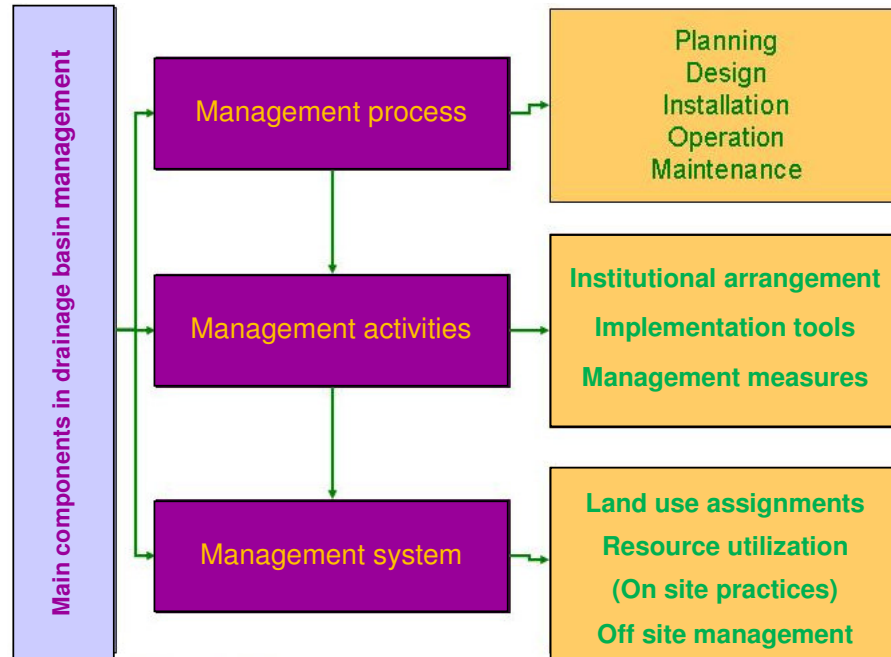 Main components in drainage basin management
Management process
Planning
Design
Installation
Operation
Maintenance
Management activities
Institutional arrangement
Implementation tools
Management measures
Management system
Land use assignments
Resource utilization
(On site practices)
Off site management